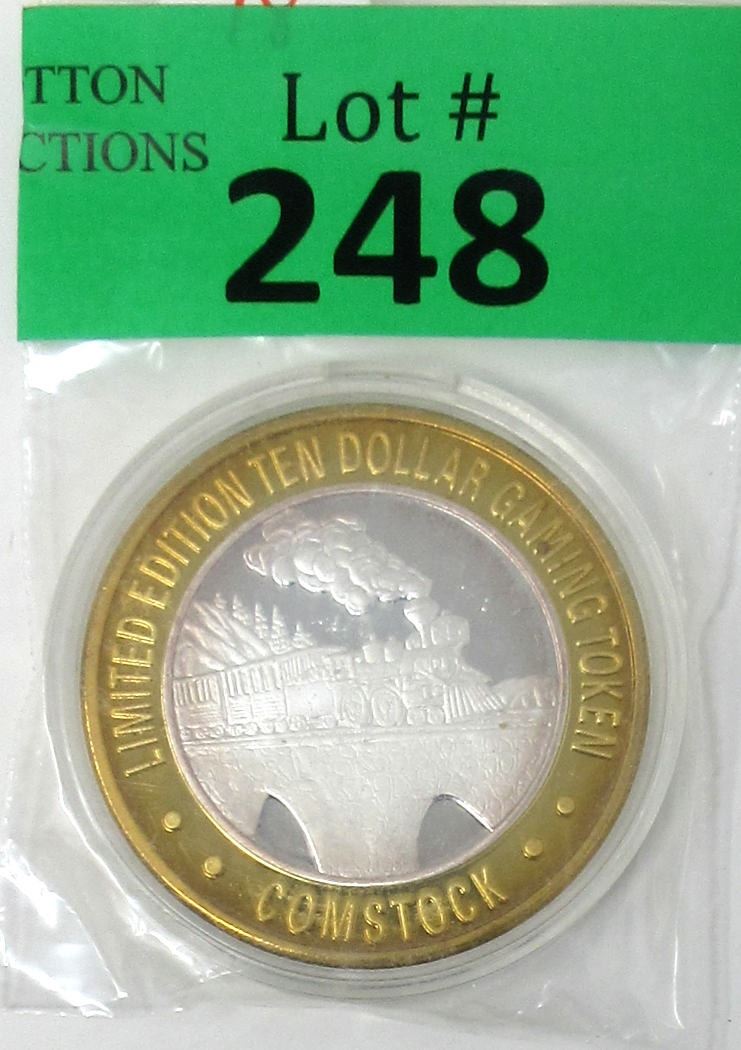 TTON
CTIONS
Lot #
248
LIMITED EDITION TEN DOLLAR GAMING TOKEN
COMSTOCK